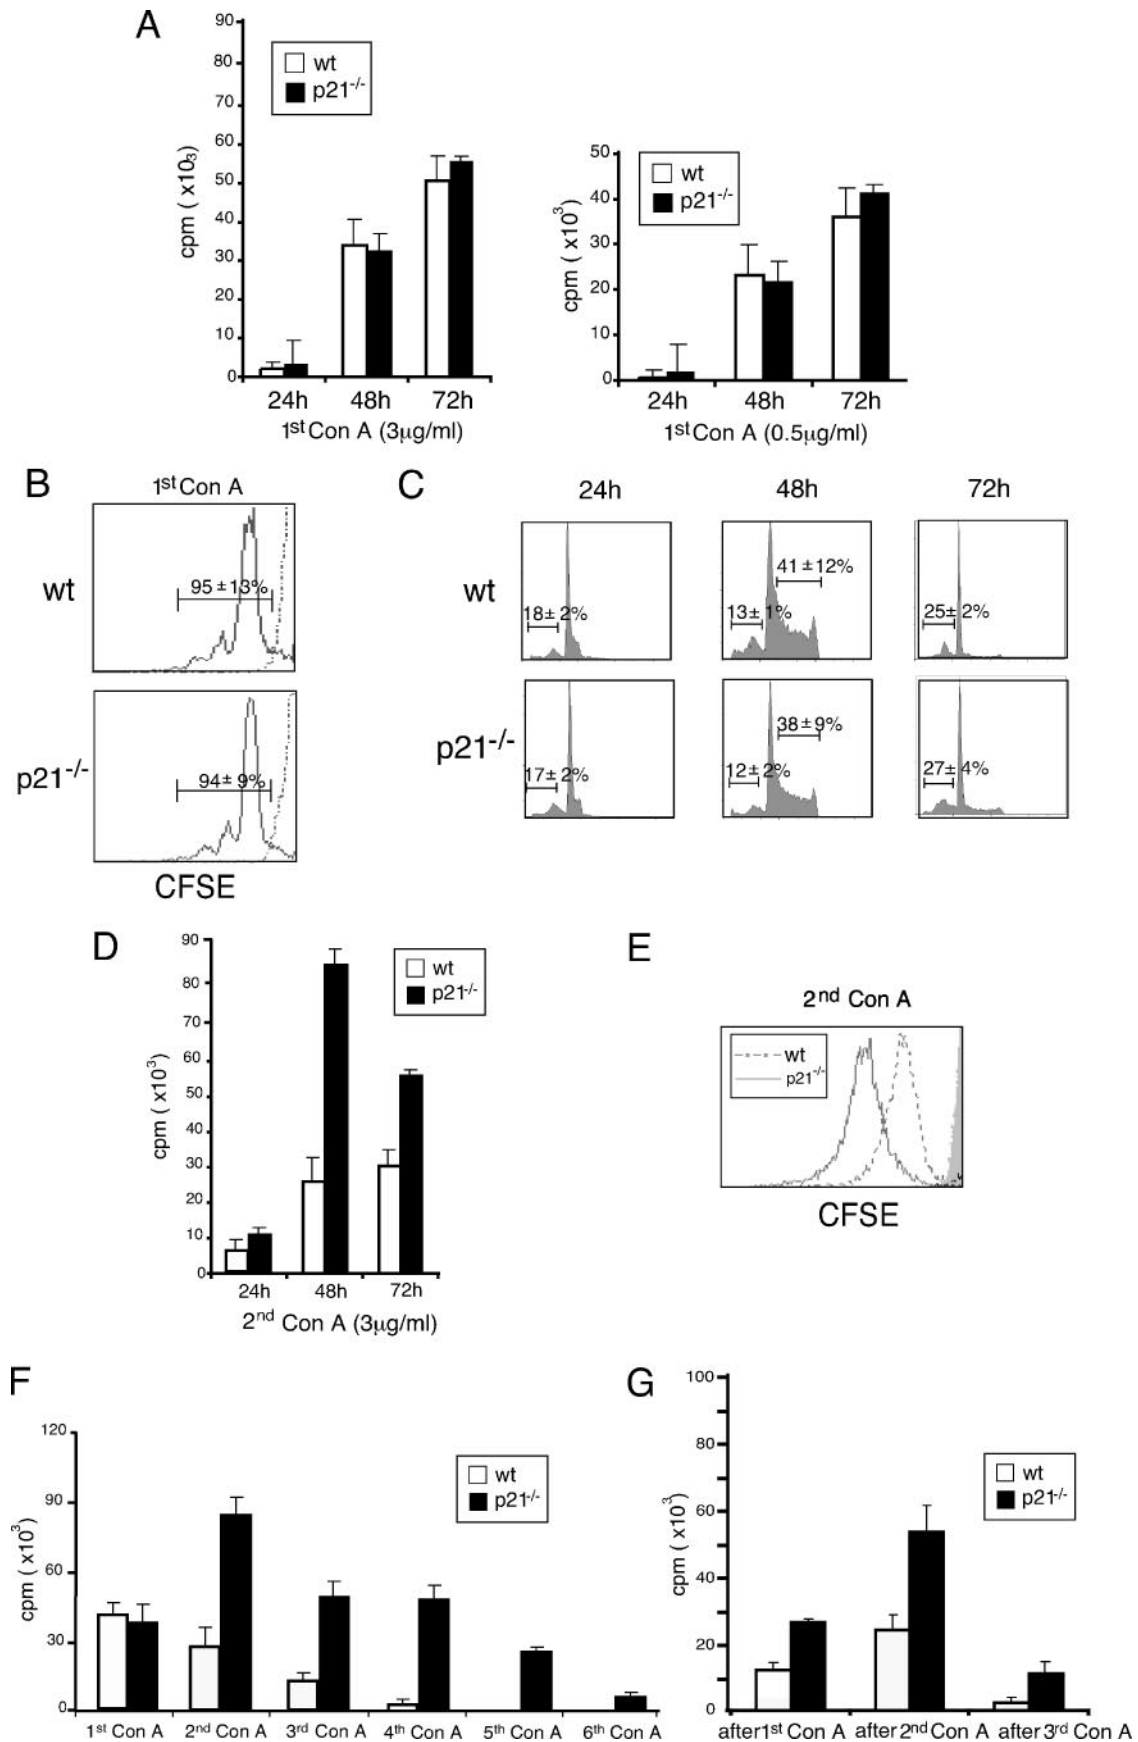 A
90
80
70
60
50
40
30
20
10
0
cpm ( x10₃)
wt
p21⁻/⁻
24h 48h 72h
1ˢᵗ Con A (3µg/ml)
50
40
30
20
10
0
cpm ( x10³)
wt
p21⁻/⁻
24h 48h 72h
1ˢᵗ Con A (0.5µg/ml)
B
1ˢᵗ Con A
wt
95 ± 13%
p21⁻/⁻
94 ± 9%
CFSE
C
24h 48h 72h
wt
18± 2%
41 ± 12%
13± 1%
25± 2%
p21⁻/⁻
17± 2%
38 ± 9%
12± 2%
27± 4%
D
90
80
70
60
50
40
30
20
10
0
cpm ( x10³)
wt
p21⁻/⁻
24h 48h 72h
2ⁿᵈ Con A (3µg/ml)
E
2ⁿᵈ Con A
wt
p21⁻/⁻
CFSE
F
120
90
60
30
0
cpm ( x10³)
wt
p21⁻/⁻
1ˢᵗ Con A 2ⁿᵈ Con A 3ʳᵈ Con A 4ᵗʰ Con A 5ᵗʰ Con A 6ᵗʰ Con A
G
100
80
60
40
20
0
cpm ( x10³)
wt
p21⁻/⁻
after 1ˢᵗ Con A after 2ⁿᵈ Con A after 3ʳᵈ Con A